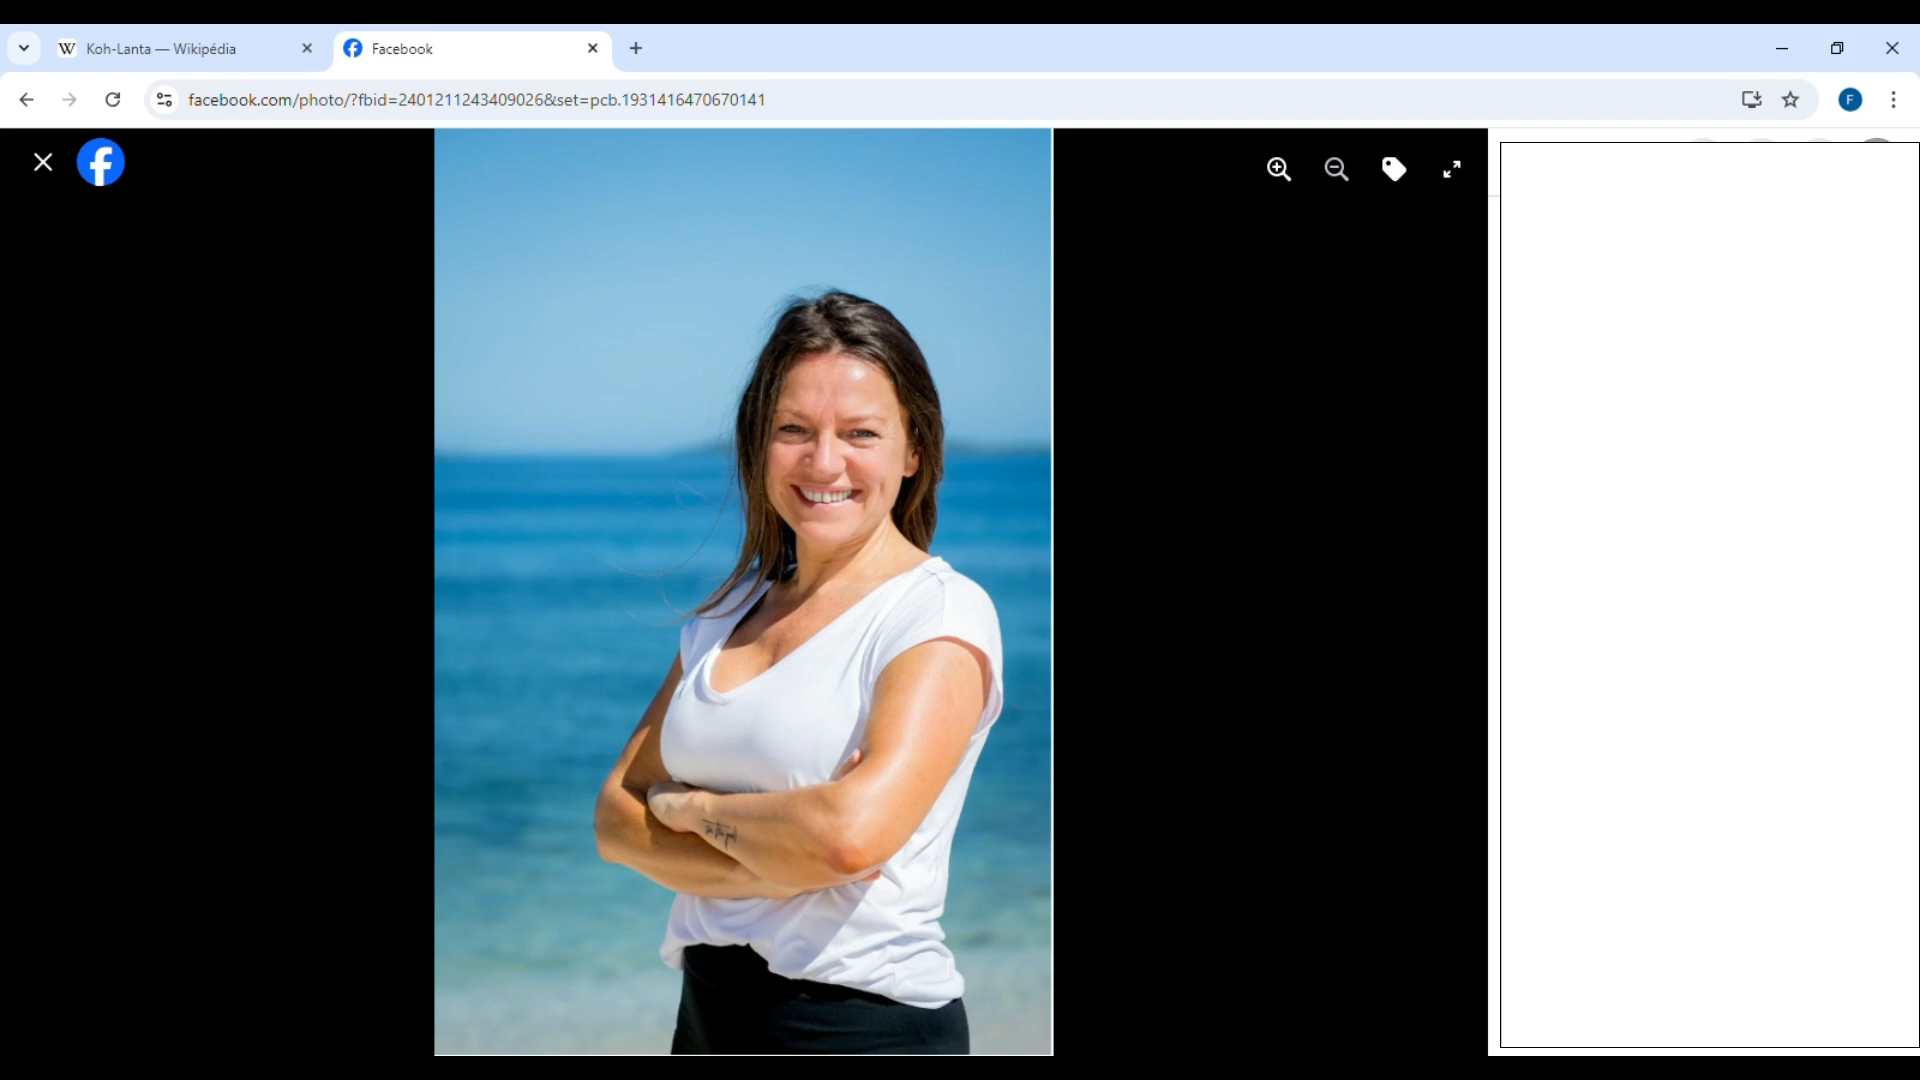 Koh-Lanta — Wikipédia
Facebook
facebook.com/photo/?fbid=2401211243409026&set=pcb.1931416470670141
F